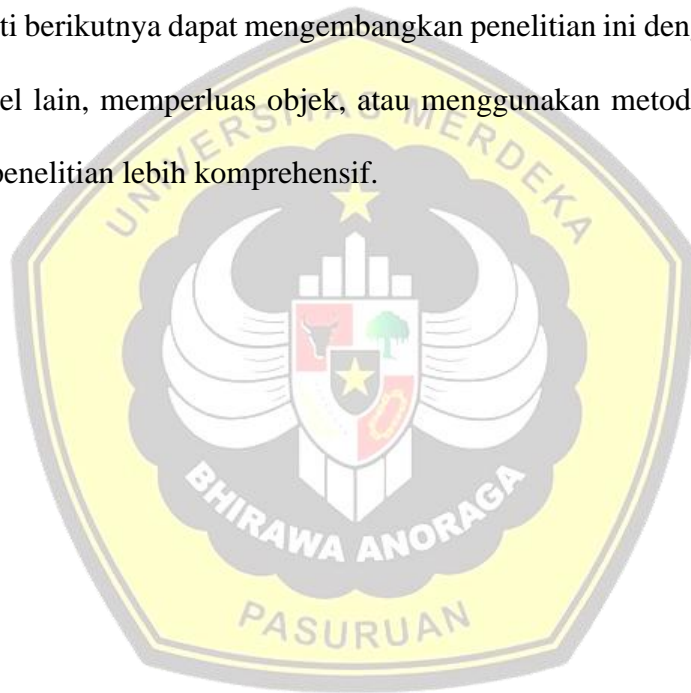 ti berikutnya dapat mengembangkan penelitian ini den
el lain, memperluas objek, atau menggunakan metod
penelitian lebih komprehensif.
UNIVERSITAS MERDEKA
BHIRAWA ANORAGA
PASURUAN